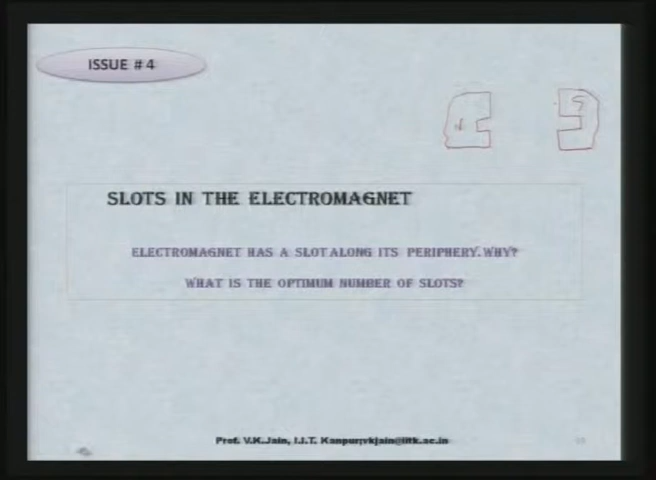 ISSUE # 4
N
S
SLOTS IN THE ELECTROMAGNET
ELECTROMAGNET HAS A SLOT ALONG ITS PERIPHERY. WHY?
WHAT IS THE OPTIMUM NUMBER OF SLOTS?
Prof. V.K.Jain, I.I.T. Kanpur;vkjain@iitk.ac.in